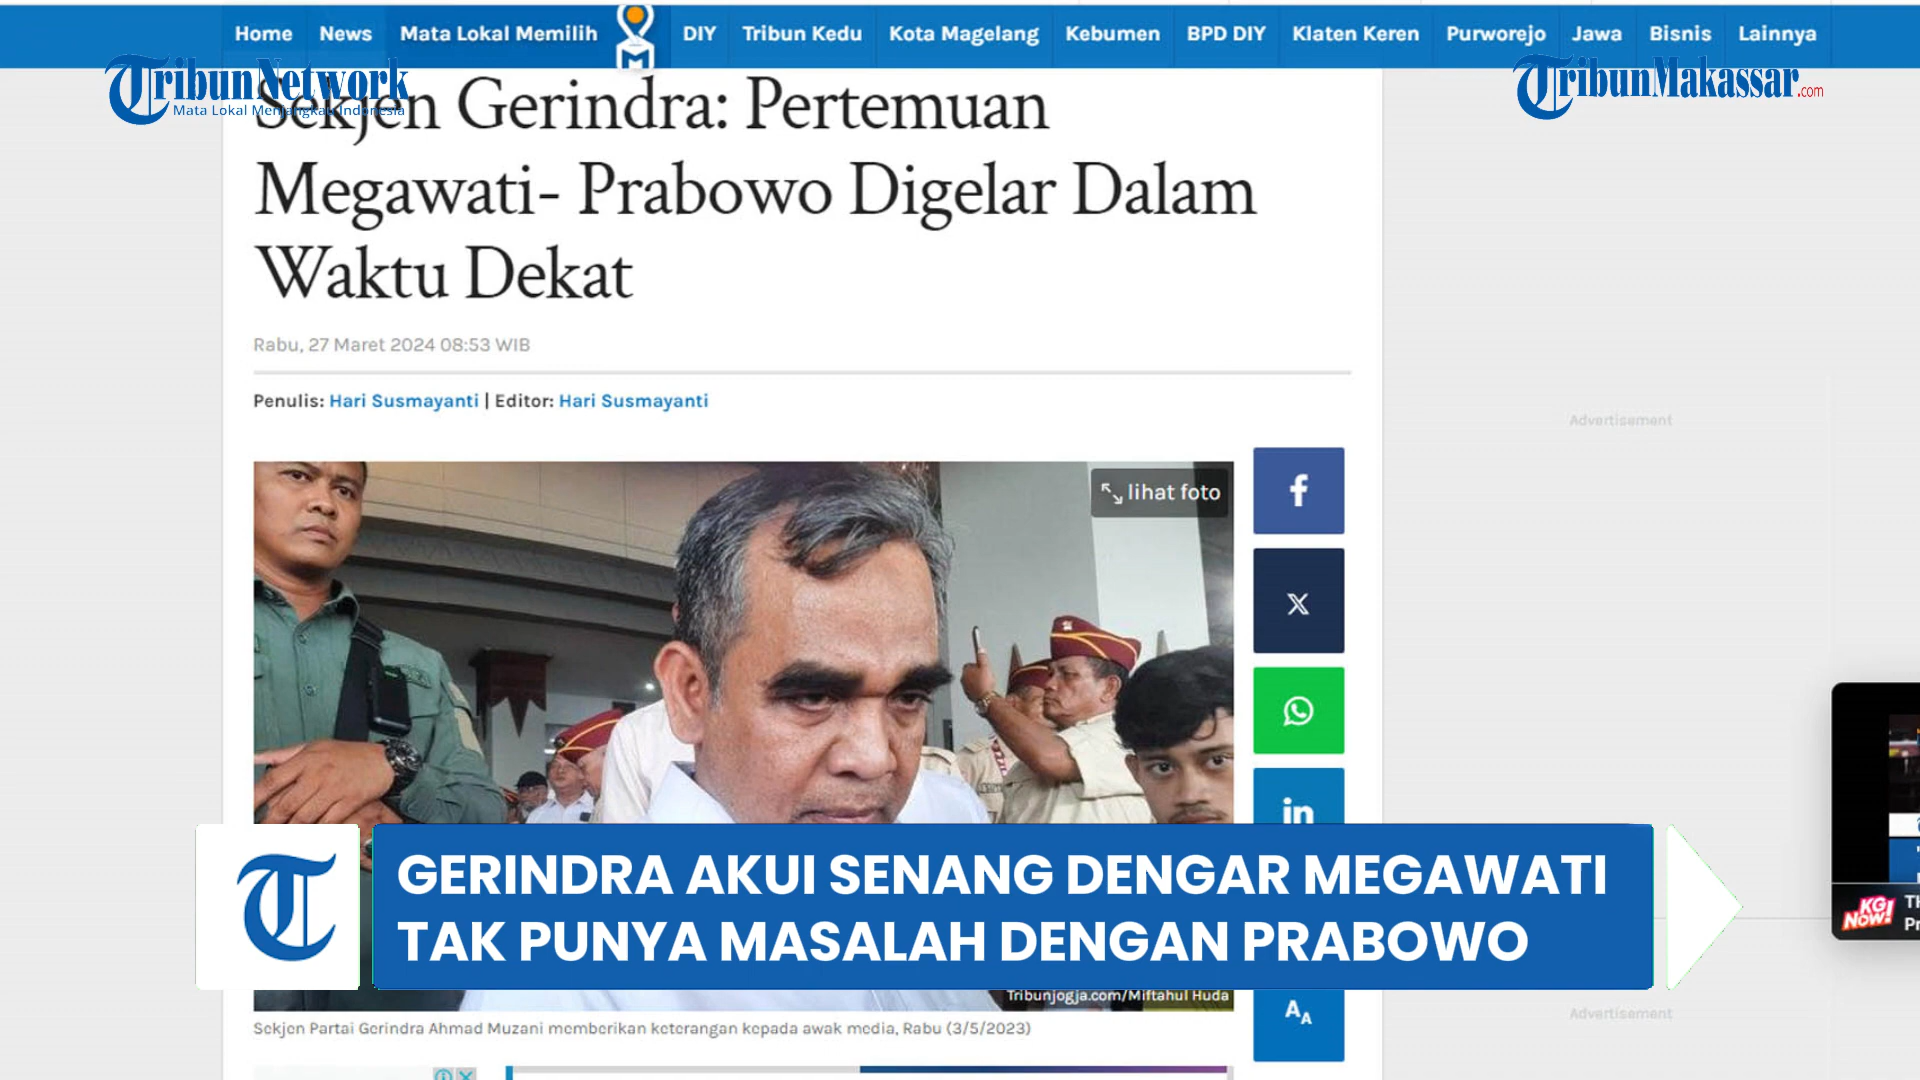 Home News Mata Lokal Memilih M DIY Tribun Kedu Kota Magelang Kebumen BPD DIY Klaten Keren Purworejo Jawa Bisnis Lainnya
TribunNetwork
Mata Lokal Menjangkau Indonesia
TribunMakassar.com
Sekjen Gerindra: Pertemuan
Megawati- Prabowo Digelar Dalam
Waktu Dekat
Rabu, 27 Maret 2024 08:53 WIB
Penulis: Hari Susmayanti | Editor: Hari Susmayanti
Advertisement
lihat foto
f
X
in
GERINDRA AKUI SENANG DENGAR MEGAWATI
TAK PUNYA MASALAH DENGAN PRABOWO
T
KG
NOW!
Tribunjogja.com/Miftahul Huda
AA
Advertisement
Sekjen Partai Gerindra Ahmad Muzani memberikan keterangan kepada awak media, Rabu (3/5/2023)